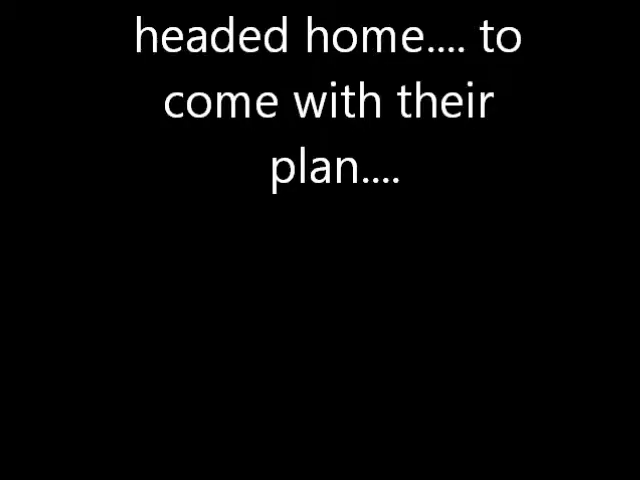 headed home.... to
come with their
plan....